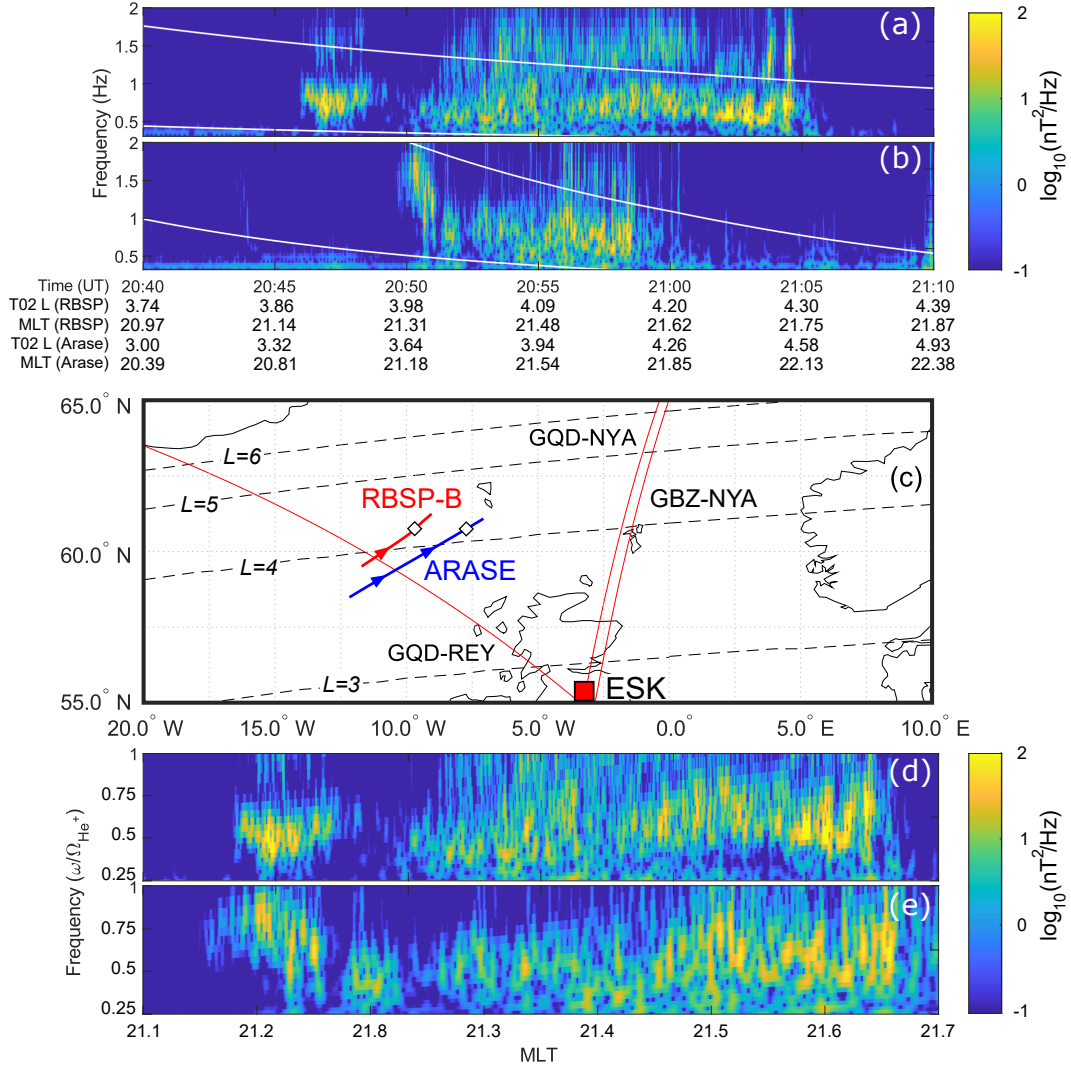 (a)
2
1.5
1
0.5
Frequency (Hz)
(b)
2
1.5
1
0.5
2
1
0
-1
log10(nT2/Hz)
Time (UT) 20:40 20:45 20:50 20:55 21:00 21:05 21:10
T02 L (RBSP) 3.74 3.86 3.98 4.09 4.20 4.30 4.39
MLT (RBSP) 20.97 21.14 21.31 21.48 21.62 21.75 21.87
T02 L (Arase) 3.00 3.32 3.64 3.94 4.26 4.58 4.93
MLT (Arase) 20.39 20.81 21.18 21.54 21.85 22.13 22.38
65.0° N
60.0° N
55.0° N
GQD-NYA
L=6
(c)
RBSP-B
GBZ-NYA
L=5
L=4
ARASE
GQD-REY
L=3
ESK
20.0° W 15.0° W 10.0° W 5.0° W 0.0° 5.0° E 10.0° E
(d)
1
0.75
0.5
0.25
Frequency (ω/ΩHe+)
(e)
1
0.75
0.5
0.25
2
1
0
-1
log10(nT2/Hz)
21.1 21.2 21.8 21.3 21.4 21.5 21.6 21.7
MLT